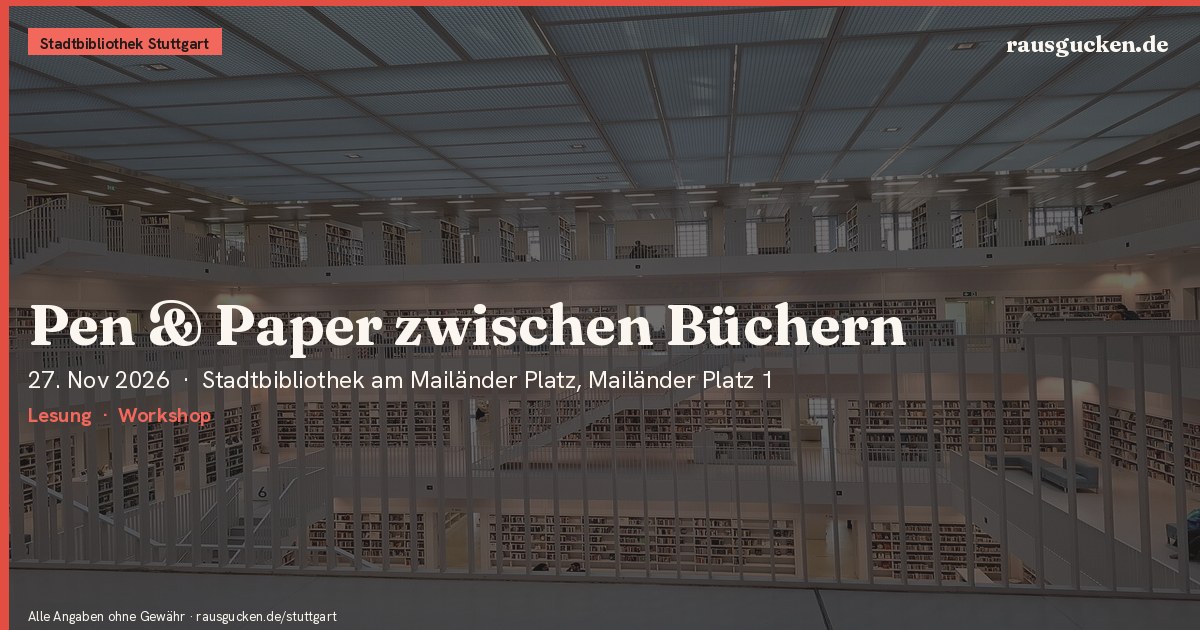 Stadtbibliothek Stuttgart
rausgucken.de
Pen & Paper zwischen Büchern
27. Nov 2026 · Stadtbibliothek am Mailänder Platz, Mailänder Platz 1
Lesung · Workshop
6
Alle Angaben ohne Gewähr · rausgucken.de/stuttgart